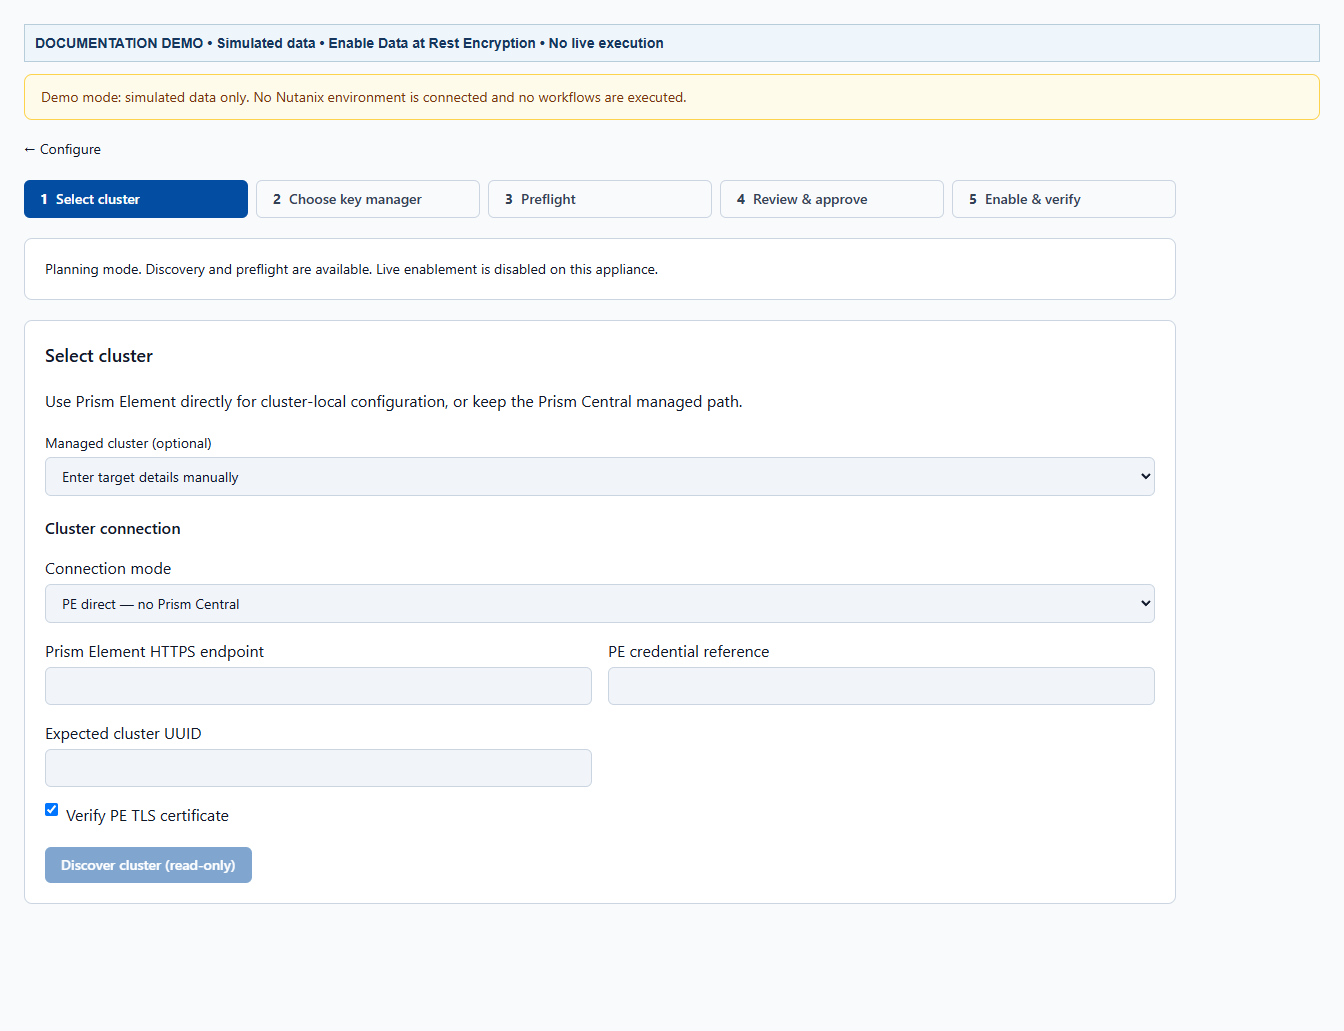 DOCUMENTATION DEMO • Simulated data • Enable Data at Rest Encryption • No live execution
Demo mode: simulated data only. No Nutanix environment is connected and no workflows are executed.
← Configure
1 Select cluster
2 Choose key manager
3 Preflight
4 Review & approve
5 Enable & verify
Planning mode. Discovery and preflight are available. Live enablement is disabled on this appliance.
Select cluster
Use Prism Element directly for cluster-local configuration, or keep the Prism Central managed path.
Managed cluster (optional)
Enter target details manually
Cluster connection
Connection mode
PE direct — no Prism Central
Prism Element HTTPS endpoint
PE credential reference
Expected cluster UUID
Verify PE TLS certificate
Discover cluster (read-only)